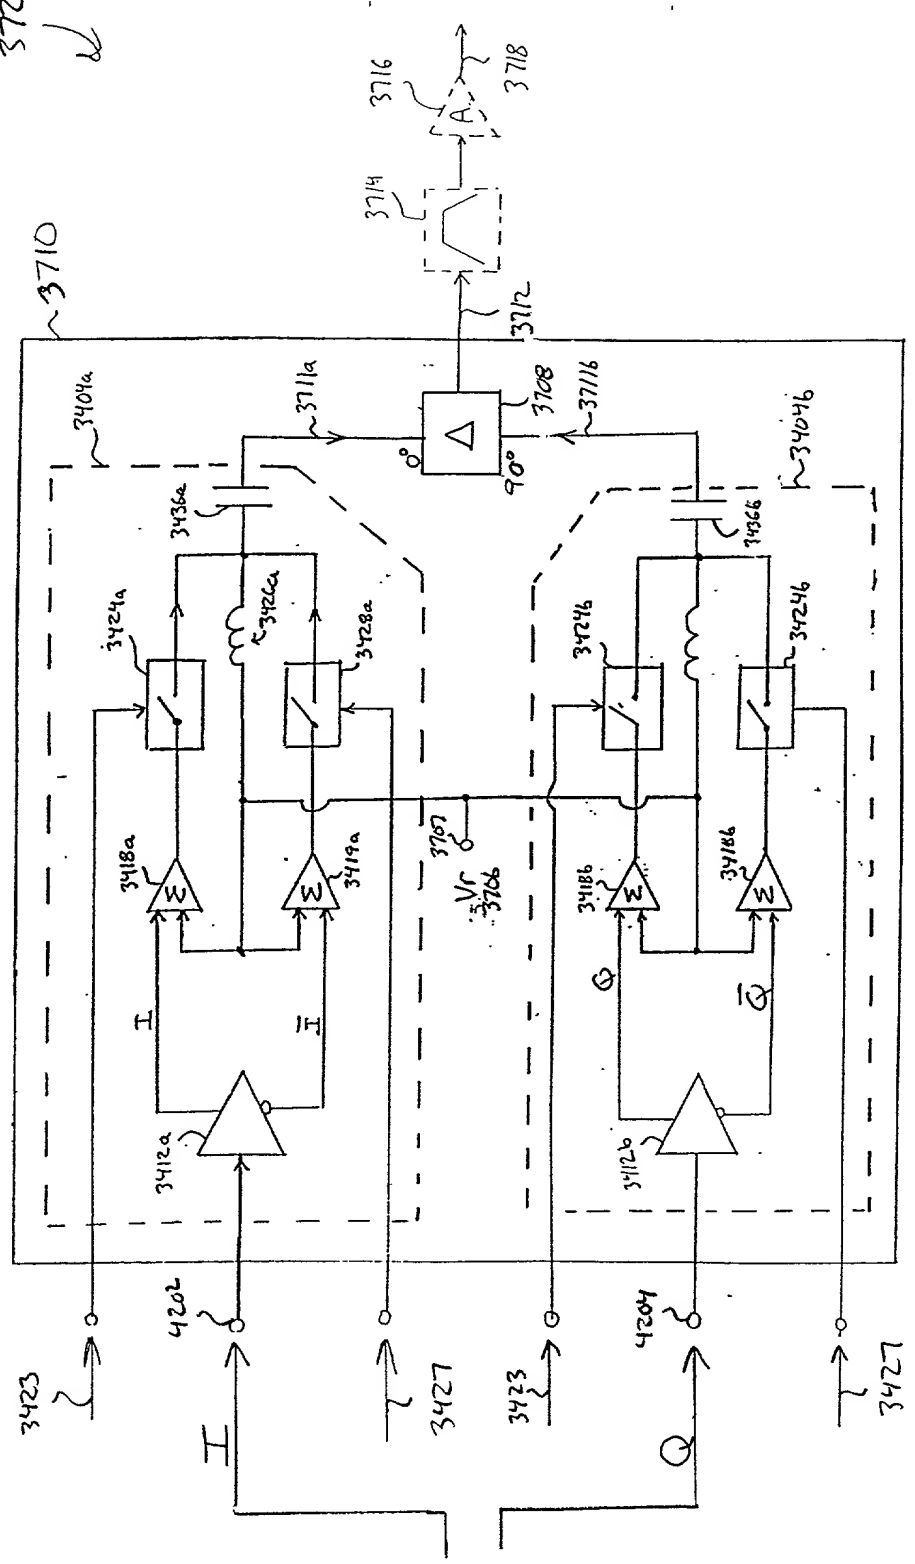 3710
3404a
3404b
3423
4202
3427
3423
4204
3427
I
Q
3412a
3412b
I
Ī
Q
Q̄
3418a
3419a
3418b
3418b
Σ
Σ
Σ
Σ
3424a
3426a
3428a
3424b
3424b
3436a
3436b
3707
Vr
3706
3711a
3711b
0°
90°
Δ
3708
3712
3714
A
3716
3718